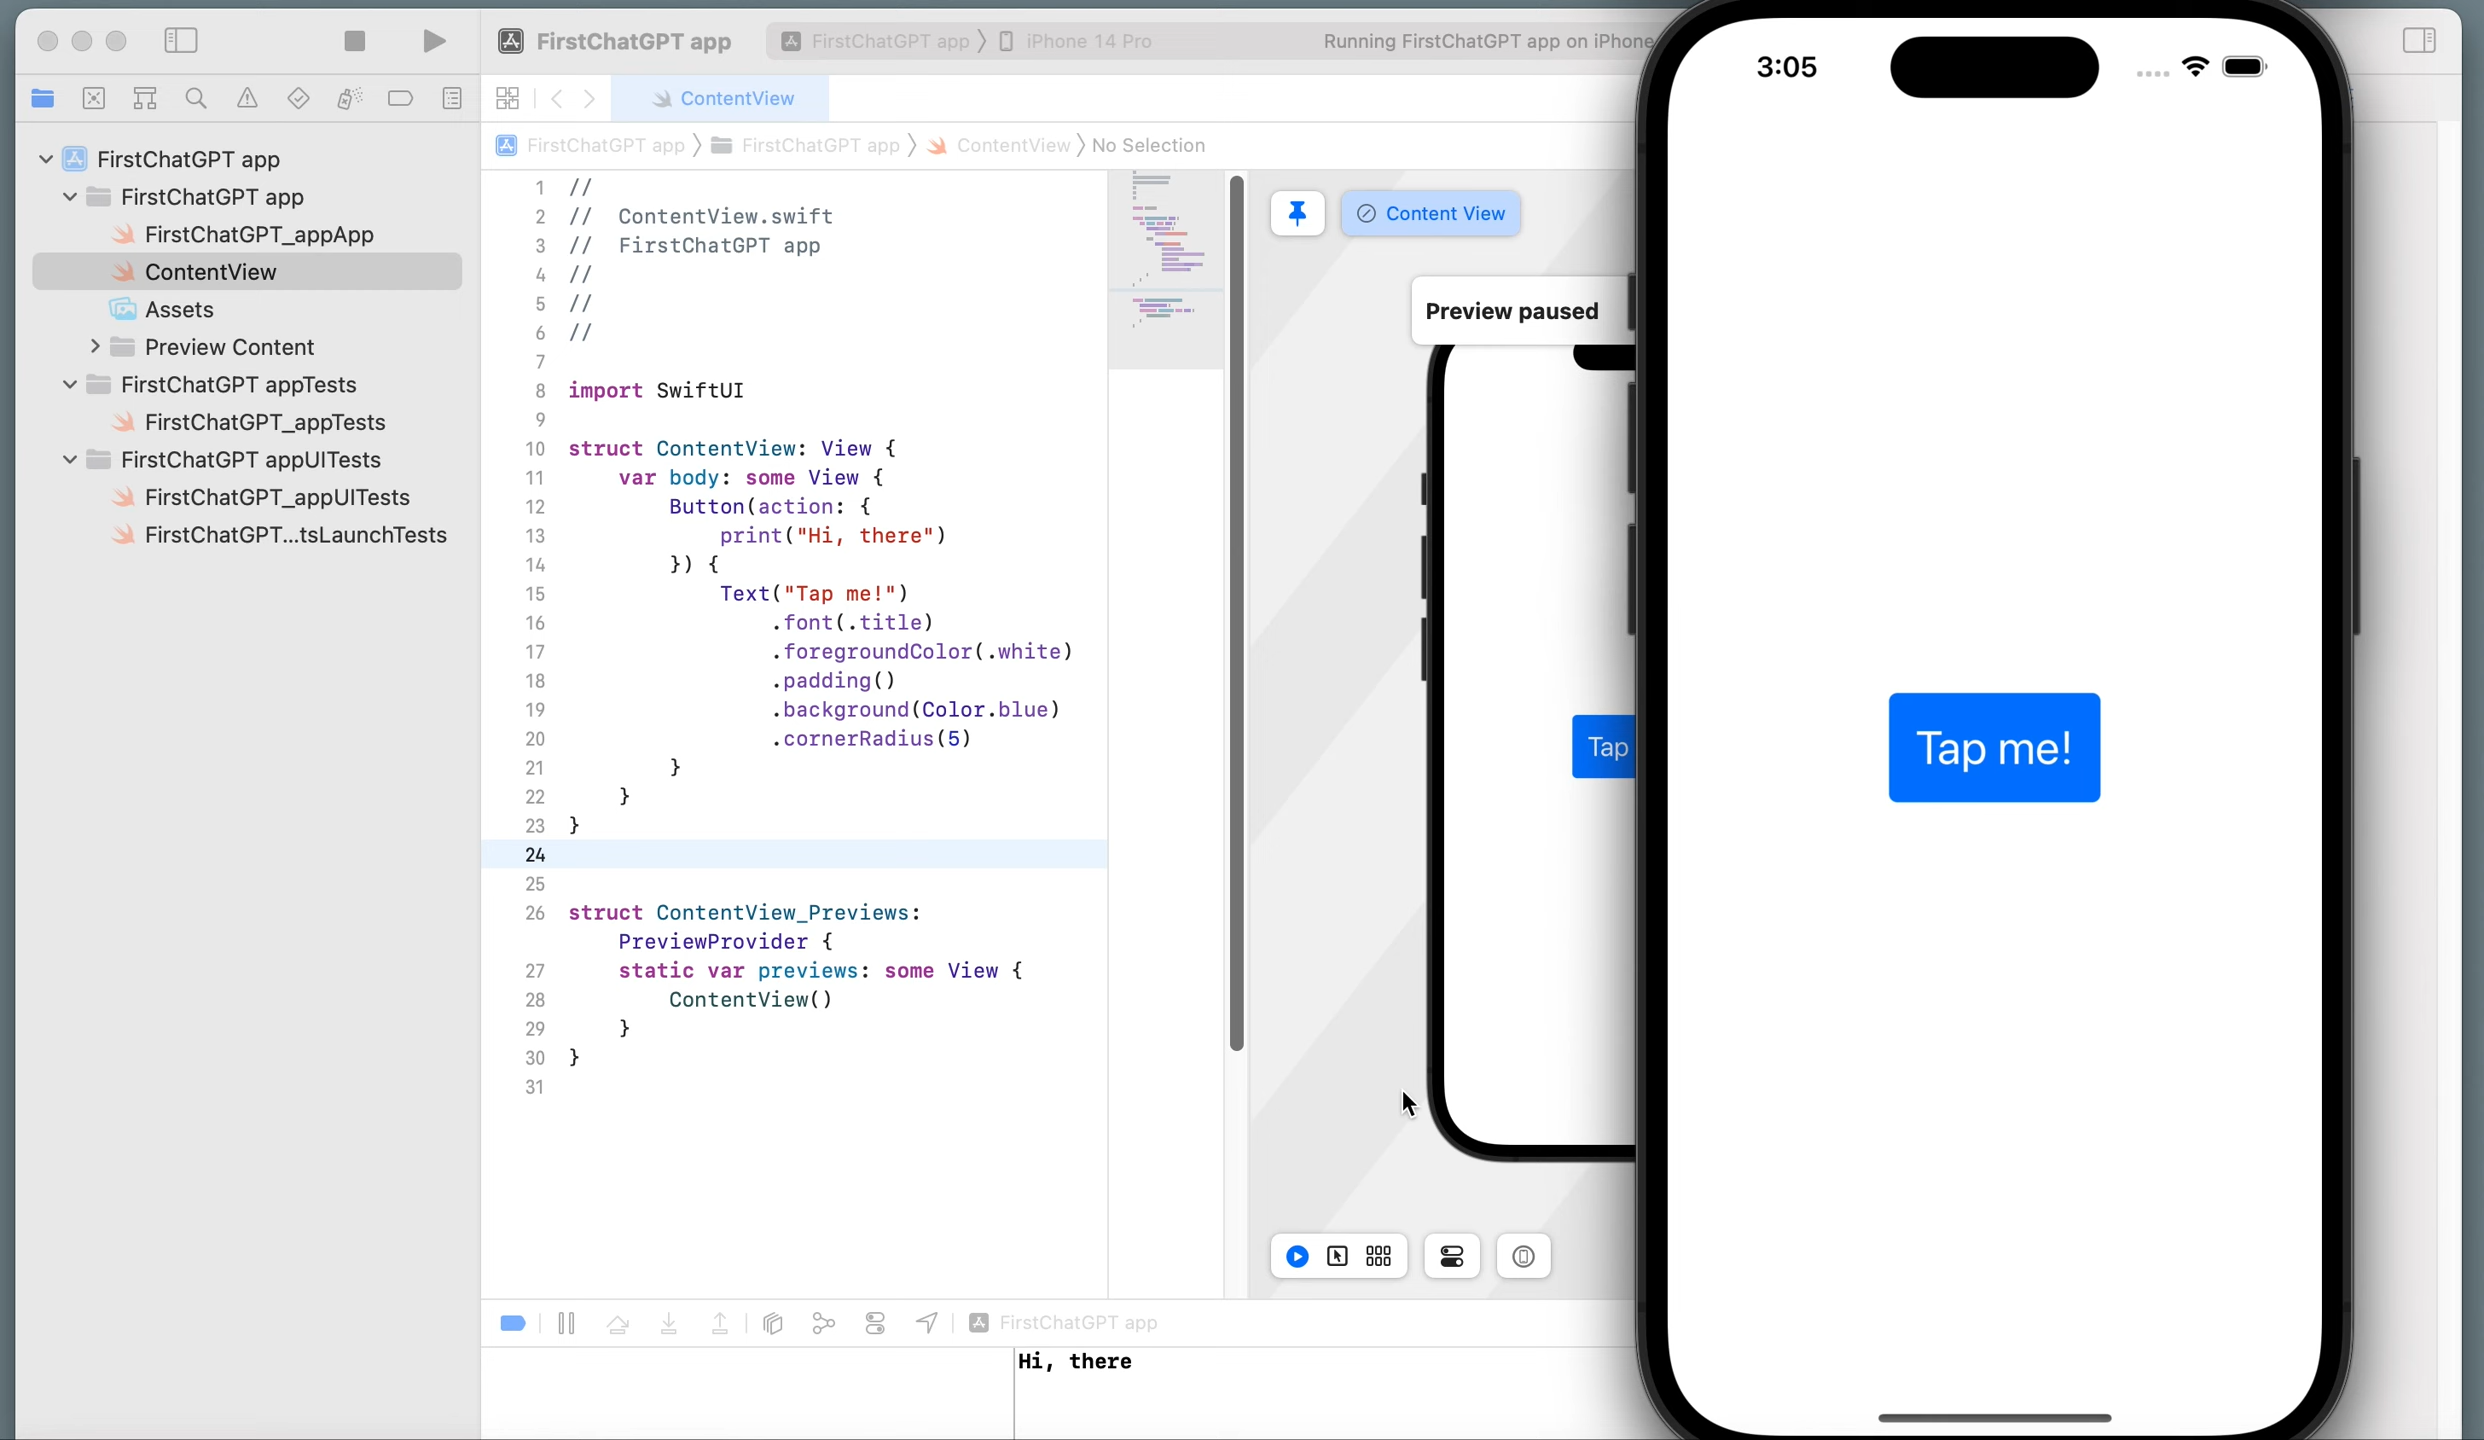 FirstChatGPT app
FirstChatGPT app
iPhone 14 Pro
Running FirstChatGPT app on iPhone
ContentView
FirstChatGPT app
FirstChatGPT app
ContentView
No Selection
FirstChatGPT app
FirstChatGPT app
FirstChatGPT_appApp
ContentView
Assets
Preview Content
FirstChatGPT appTests
FirstChatGPT_appTests
FirstChatGPT appUITests
FirstChatGPT_appUITests
FirstChatGPT...tsLaunchTests
1 //
2 //  ContentView.swift
3 //  FirstChatGPT app
4 //
5 //
6 //
7
8 import SwiftUI
9
10 struct ContentView: View {
11     var body: some View {
12         Button(action: {
13             print("Hi, there")
14         }) {
15             Text("Tap me!")
16                 .font(.title)
17                 .foregroundColor(.white)
18                 .padding()
19                 .background(Color.blue)
20                 .cornerRadius(5)
21         }
22     }
23 }
24
25
26 struct ContentView_Previews:
    PreviewProvider {
27     static var previews: some View {
28         ContentView()
29     }
30 }
31
Content View
Preview paused
Tap
3:05
Tap me!
FirstChatGPT app
Hi, there